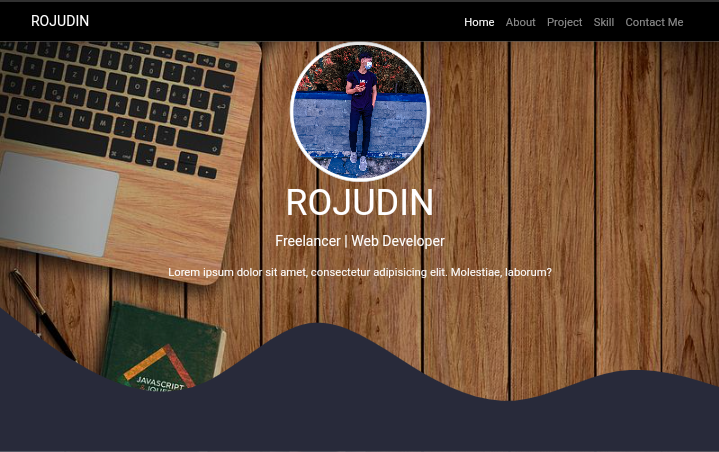 ROJUDIN
Home About Project Skill Contact Me
ROJUDIN
Freelancer | Web Developer
Lorem ipsum dolor sit amet, consectetur adipisicing elit. Molestiae, laborum?
JAVASCRIPT